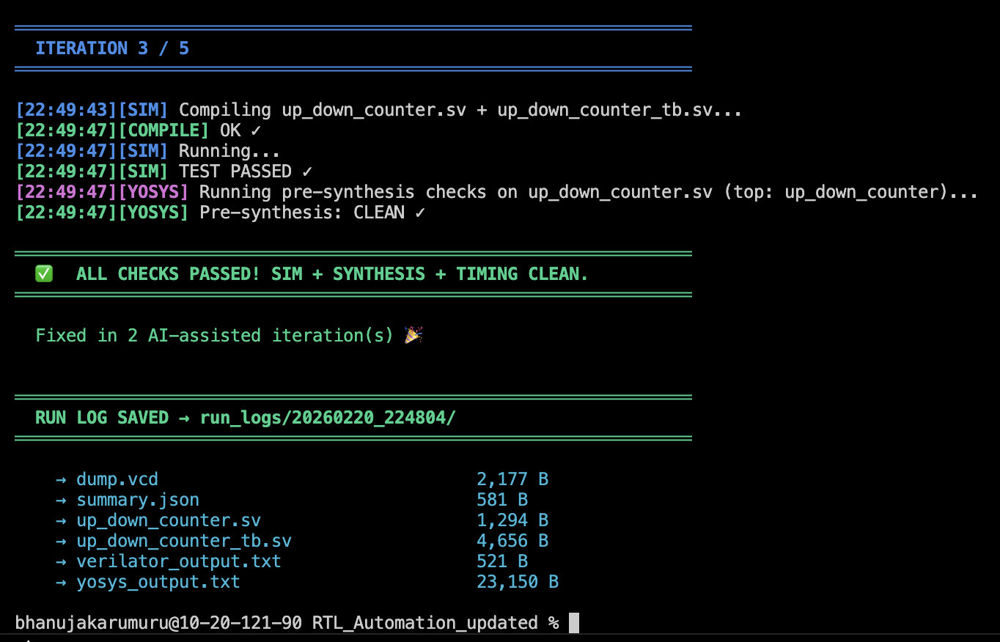 ITERATION 3 / 5
[22:49:43][SIM] Compiling up_down_counter.sv + up_down_counter_tb.sv...
[22:49:47][COMPILE] OK ✓
[22:49:47][SIM] Running...
[22:49:47][SIM] TEST PASSED ✓
[22:49:47][YOSYS] Running pre-synthesis checks on up_down_counter.sv (top: up_down_counter)...
[22:49:47][YOSYS] Pre-synthesis: CLEAN ✓
✅ ALL CHECKS PASSED! SIM + SYNTHESIS + TIMING CLEAN.
Fixed in 2 AI-assisted iteration(s) 🎉
RUN LOG SAVED → run_logs/20260220_224804/
→ dump.vcd 2,177 B
→ summary.json 581 B
→ up_down_counter.sv 1,294 B
→ up_down_counter_tb.sv 4,656 B
→ verilator_output.txt 521 B
→ yosys_output.txt 23,150 B
bhanujakarumuru@10-20-121-90 RTL_Automation_updated %